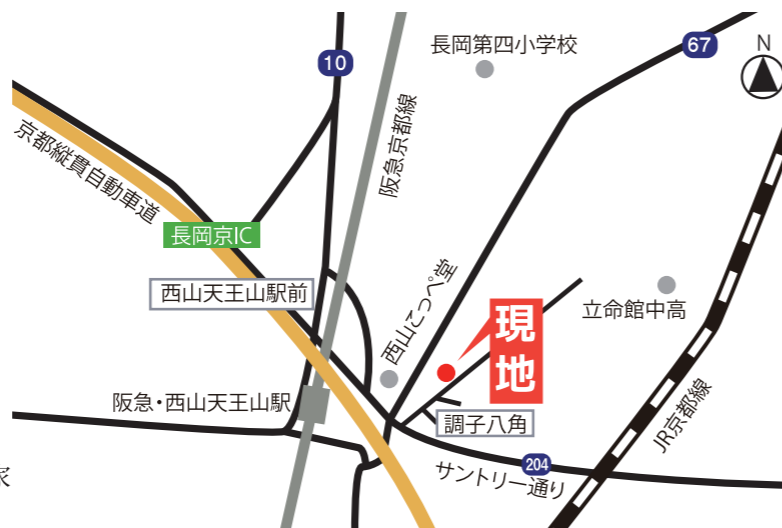 長岡第四小学校
67
N
10
阪急京都線
京都縦貫自動車道
長岡京IC
西山天王山駅前
西山こっぺ堂
現地
立命館中高
阪急・西山天王山駅
調子八角
JR京都線
204
サントリー通り
家